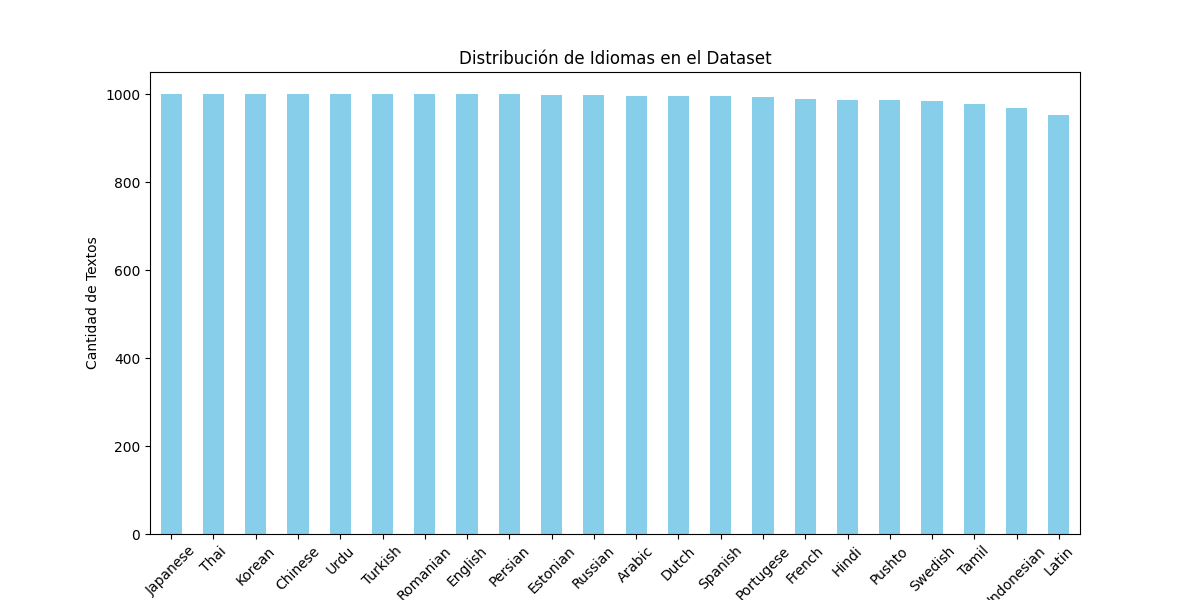 Distribución de Idiomas en el Dataset
Cantidad de Textos
1000
800
600
400
200
0
Japanese
Thai
Korean
Chinese
Urdu
Turkish
Romanian
English
Persian
Estonian
Russian
Arabic
Dutch
Spanish
Portugese
French
Hindi
Pushto
Swedish
Tamil
Indonesian
Latin